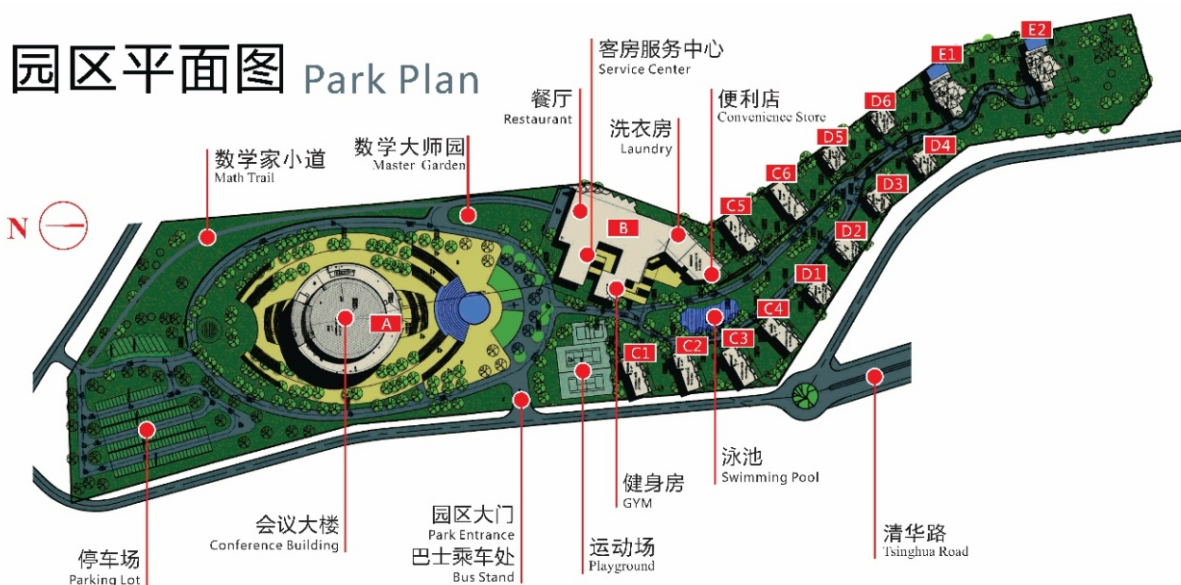 园区平面图 Park Plan
客房服务中心
Service Center
餐厅
Restaurant
便利店
Convenience Store
洗衣房
Laundry
数学大师园
Master Garden
数学家小道
Math Trail
N
E2
E1
D6
D5
D4
C6
D3
C5
B
D2
D1
A
C4
C3
C2
C1
泳池
Swimming Pool
健身房
GYM
会议大楼
Conference Building
园区大门
Park Entrance
巴士乘车处
Bus Stand
运动场
Playground
清华路
Tsinghua Road
停车场
Parking Lot